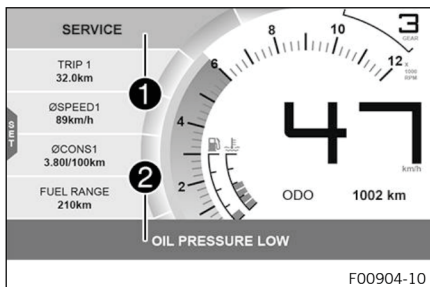 SERVICE
TRIP 1
32.0km
ØSPEED1
89km/h
ØCONS1
3.80l/100km
FUEL RANGE
210km
SET
1
2
2
4
6
8
10
12
x
1000
RPM
3
GEAR
47
km/h
ODO 1002 km
OIL PRESSURE LOW
F00904-10